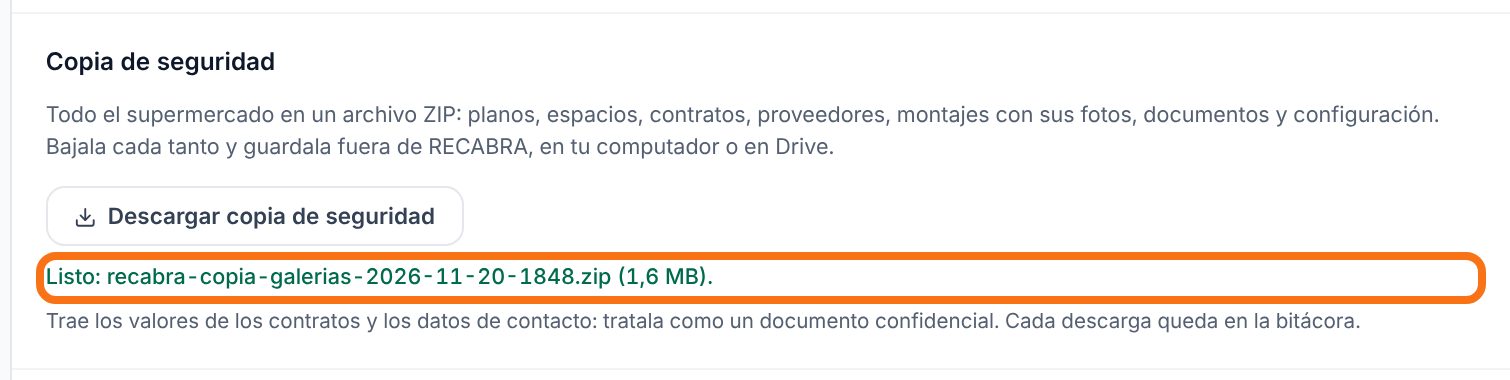 Copia de seguridad
Todo el supermercado en un archivo ZIP: planos, espacios, contratos, proveedores, montajes con sus fotos, documentos y configuración.
Bajala cada tanto y guardala fuera de RECABRA, en tu computador o en Drive.
Descargar copia de seguridad
Listo: recabra-copia-galerias-2026-11-20-1848.zip (1,6 MB).
Trae los valores de los contratos y los datos de contacto: tratala como un documento confidencial. Cada descarga queda en la bitácora.